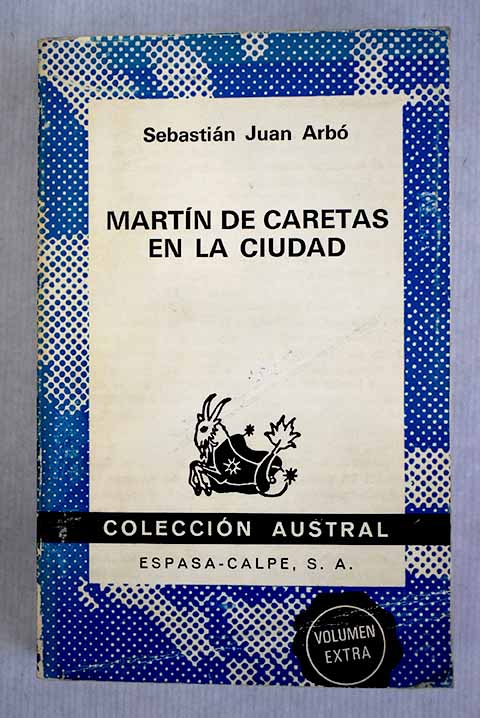 Sebastián Juan Arbó
MARTÍN DE CARETAS
EN LA CIUDAD
COLECCIÓN AUSTRAL
ESPASA-CALPE, S. A.
VOLUMEN
EXTRA